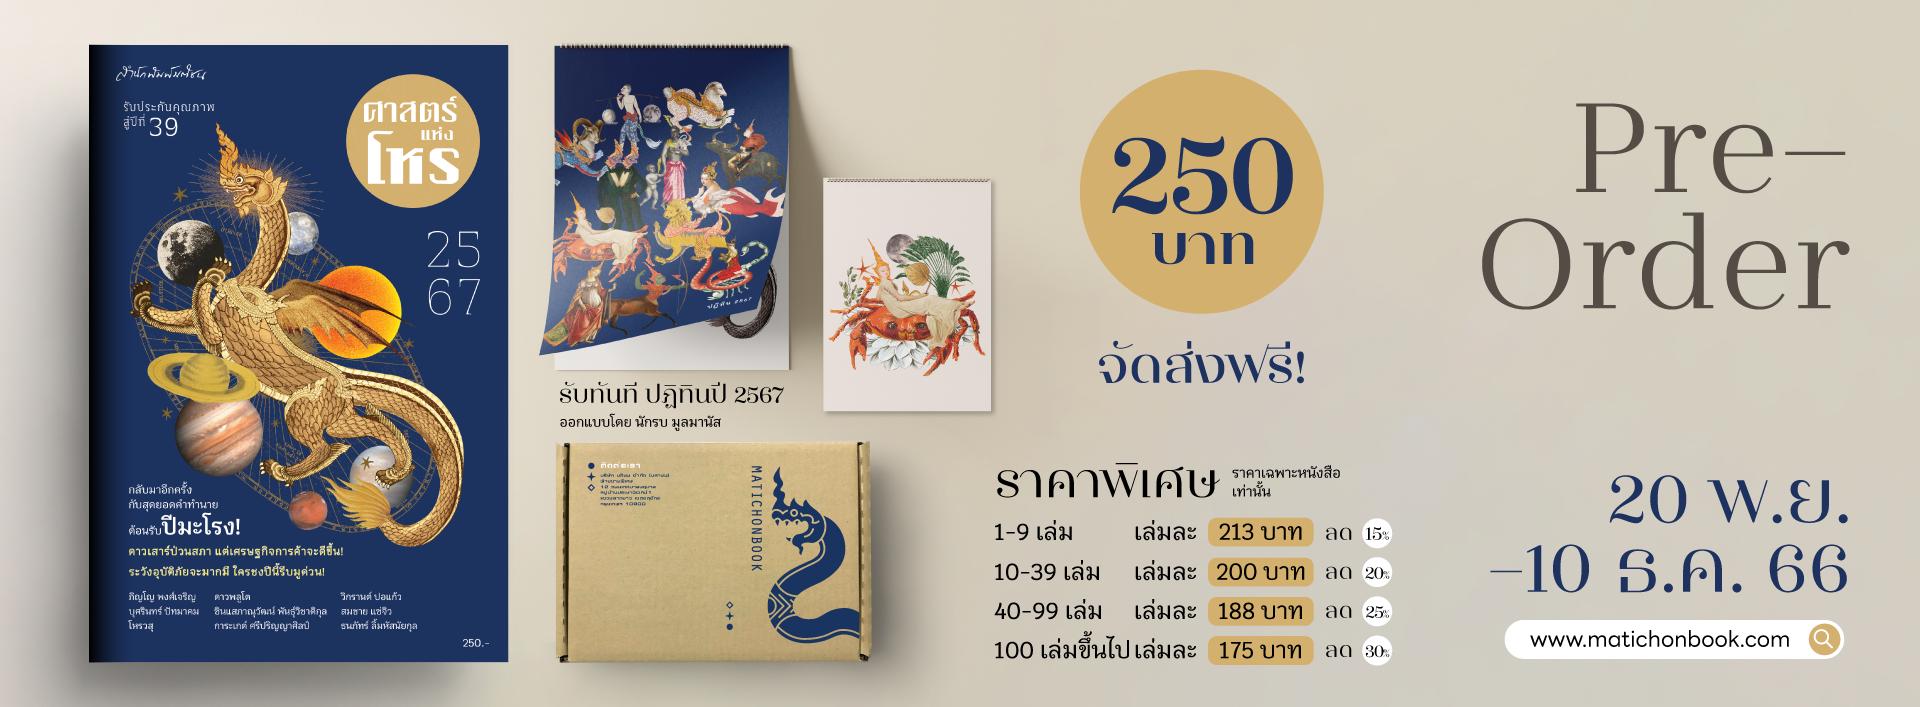 สำนักพิมพ์มติชน
รับประกันคุณภาพ
สู่ปีที่ 39
ศาสตร์
แห่ง
โหร
25
67
กลับมาอีกครั้ง
กับสุดยอดคำทำนาย
ต้อนรับปีมะโรง!
ดาวเสาร์ป่วนสภา แต่เศรษฐกิจการค้าจะดีขึ้น!
ระวังอุบัติภัยจะมากมี ใครชงปีนี้รีบมูด่วน!
ภิญโญ พงศ์เจริญ
บุศรินทร์ ปัทมาคม
โหรวสุ
ดาวพลูโต
ชินแสภาณุวัฒน์ พันธุ์วิชาติกุล
การะเกต์ ศรีปริญญาศิลป์
วิกรานต์ ปอแก้ว
สมชาย แซ่จิว
ธนภัทร์ ลิ้มหัสนัยกุล
250.-
ปฏิทิน 2567
รับทันที ปฏิทินปี 2567
ออกแบบโดย นักรบ มูลมานัส
ติดต่อเรา
MATICHONBOOK
250
บาท
จัดส่งฟรี!
ราคาพิเศษ ราคาเฉพาะหนังสือ
เท่านั้น
1-9 เล่ม เล่มละ 213 บาท ลด 15%
10-39 เล่ม เล่มละ 200 บาท ลด 20%
40-99 เล่ม เล่มละ 188 บาท ลด 25%
100 เล่มขึ้นไป เล่มละ 175 บาท ลด 30%
Pre-
Order
20 พ.ย.
-10 ธ.ค. 66
www.matichonbook.com